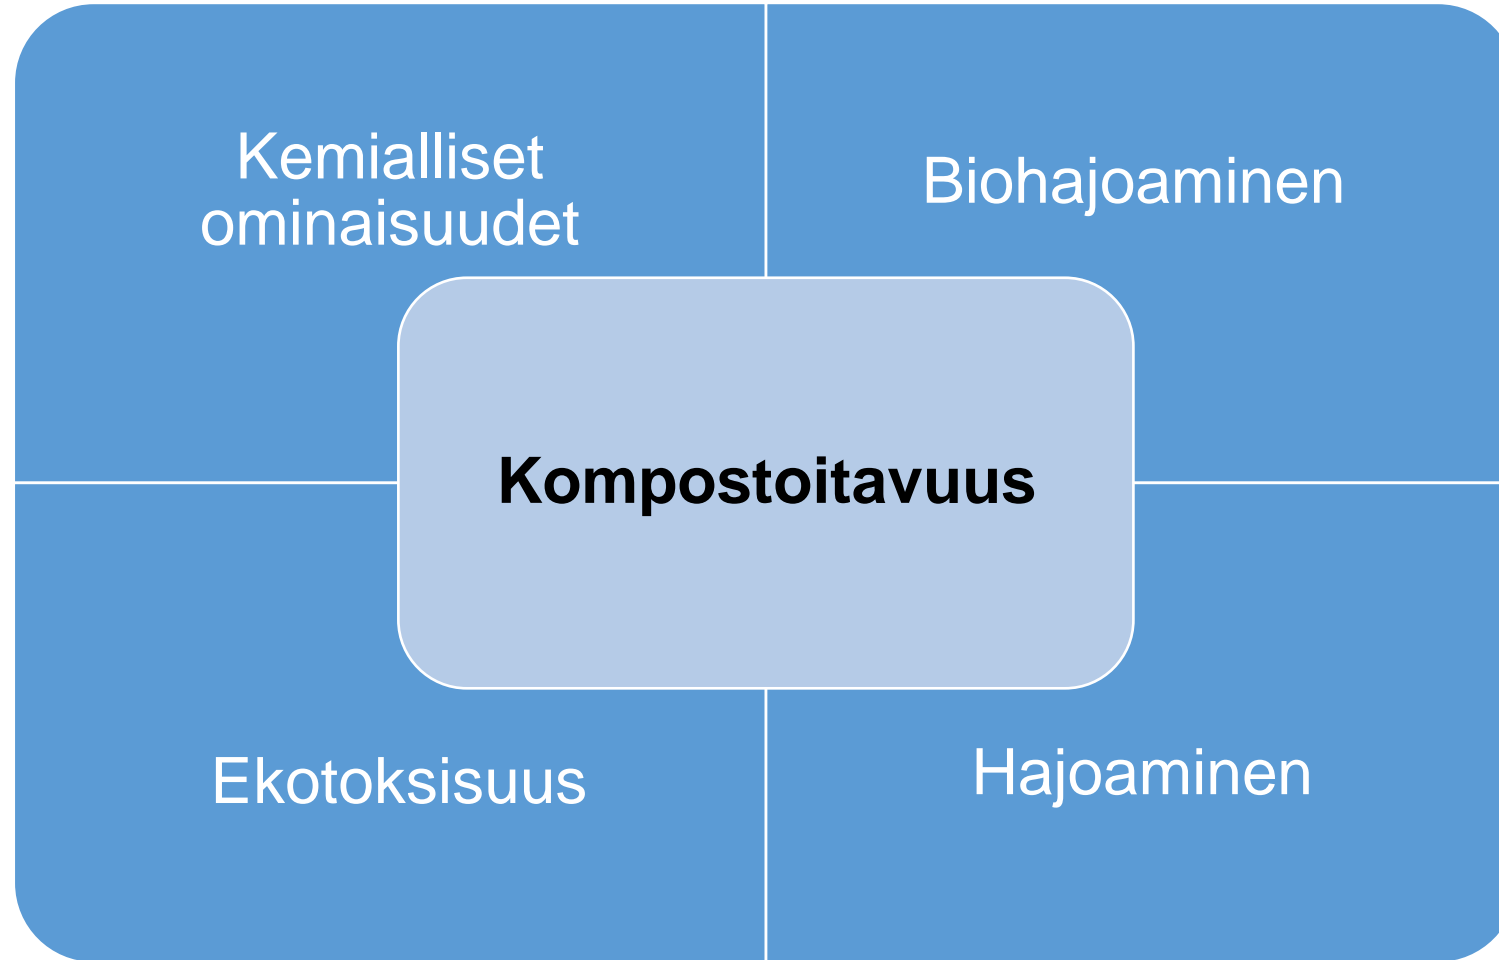 Kemialliset
ominaisuudet
Biohajoaminen
Kompostoitavuus
Ekotoksisuus
Hajoaminen